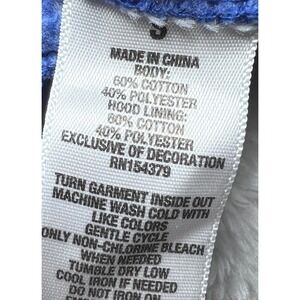 S
MADE IN CHINA
BODY:
60% COTTON
40% POLYESTER
HOOD LINING:
60% COTTON
40% POLYESTER
EXCLUSIVE OF DECORATION
RN154379
TURN GARMENT INSIDE OUT
MACHINE WASH COLD WITH
LIKE COLORS
GENTLE CYCLE
ONLY NON-CHLORINE BLEACH
WHEN NEEDED
TUMBLE DRY LOW
COOL IRON IF NEEDED
DO NOT IRON ON